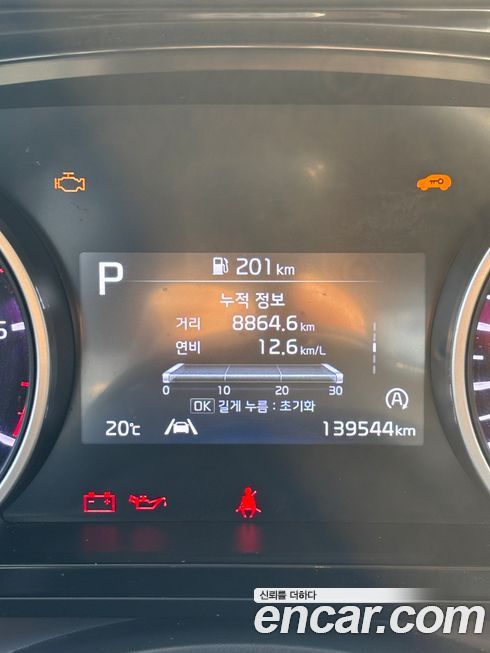 P
201 km
누적 정보
거리 8864.6 km
연비 12.6 km/L
0 10 20 30
OK 길게 누름 : 초기화
A
20℃ 139544 km
5
신뢰를 더하다
encar.com